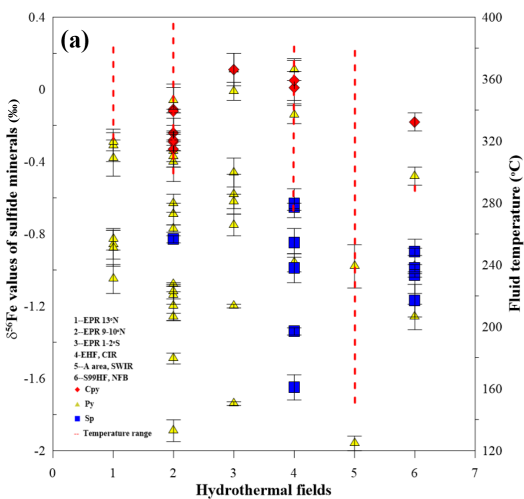 (a)
δ⁵⁶Fe values of sulfide minerals (‰)
0.4
0
-0.4
-0.8
-1.2
-1.6
-2
1--EPR 13°N
2--EPR 9-10°N
3--EPR 1-2°S
4-EHF, CIR
5--A area, SWIR
6--S99HF, NFB
Cpy
Py
Sp
Temperature range
0 1 2 3 4 5 6 7
Hydrothermal fields
400
360
320
280
240
200
160
120
Fluid temperature (°C)